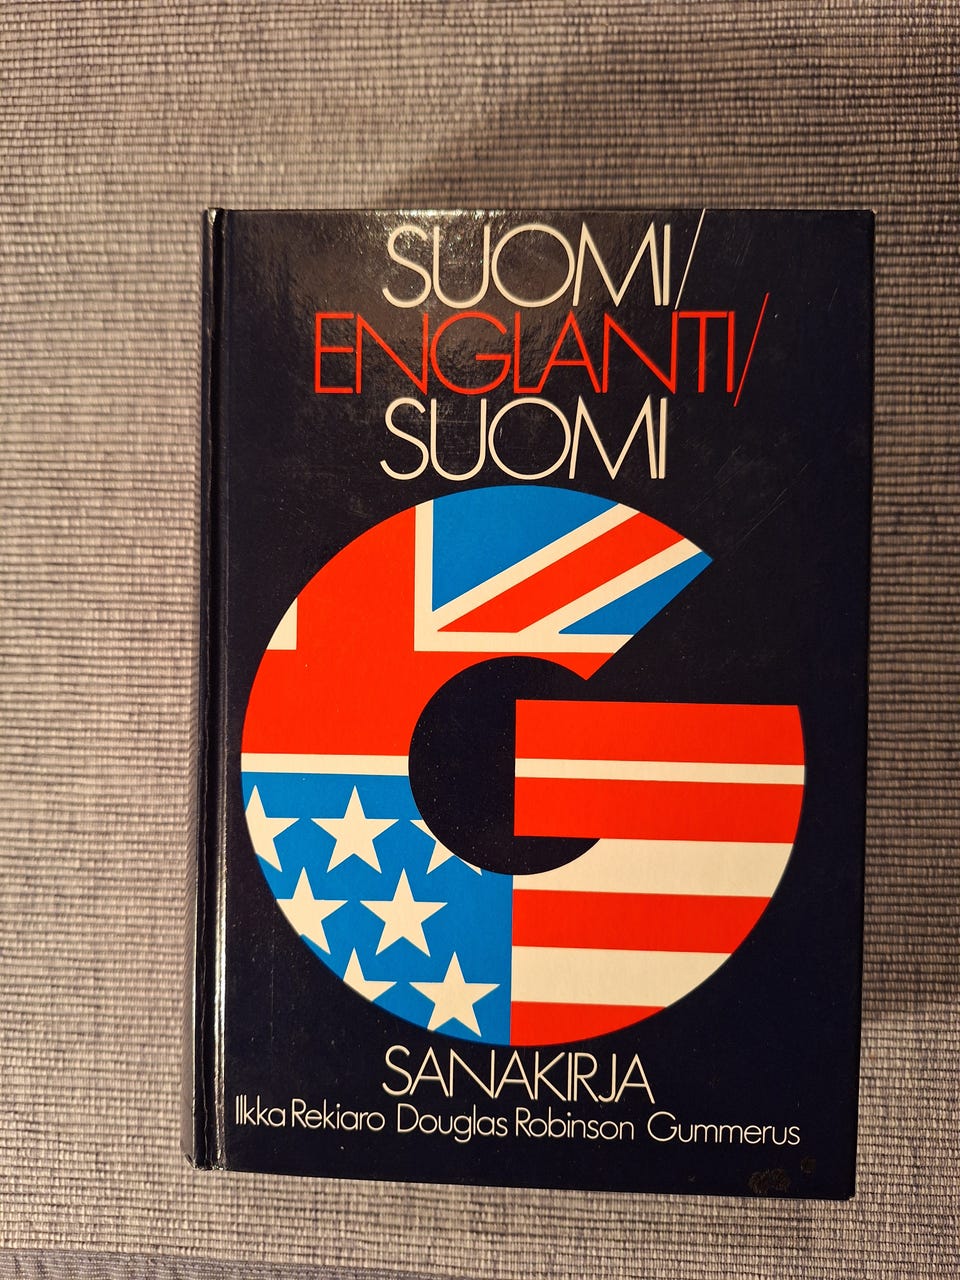 SUOMI/
ENGLANTI/
SUOMI
G
SANAKIRJA
Ilkka Rekiaro Douglas Robinson Gummerus